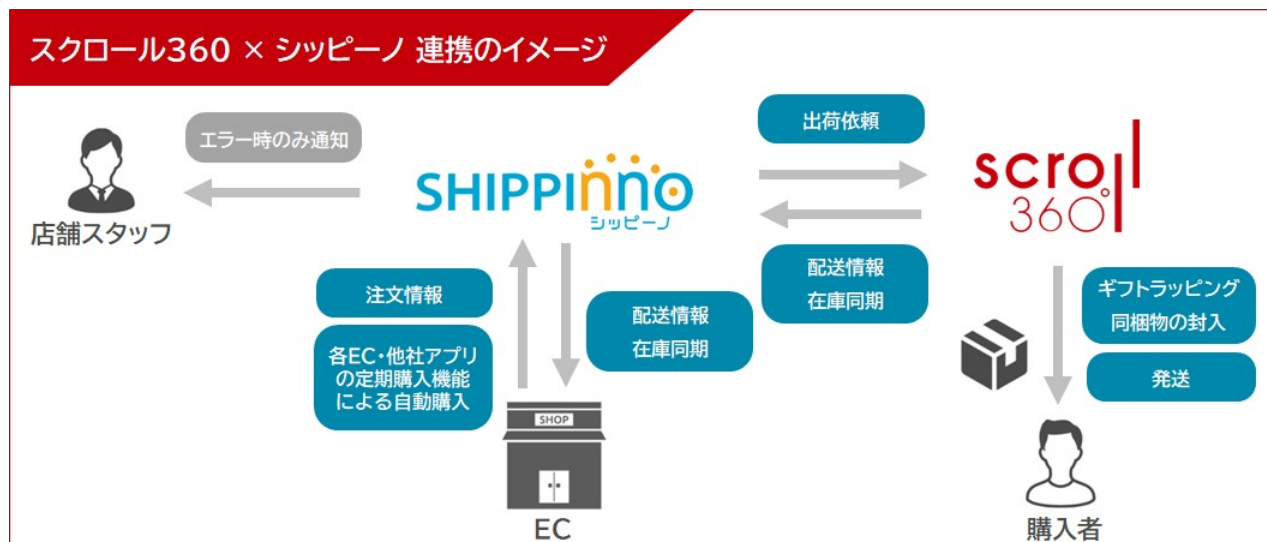 スクロール360 × シッピーノ 連携のイメージ
エラー時のみ通知
店舗スタッフ
SHIPPINNO
シッピーノ
出荷依頼
scroll
360°
配送情報
在庫同期
注文情報
各EC・他社アプリ
の定期購入機能
による自動購入
配送情報
在庫同期
SHOP
EC
ギフトラッピング
同梱物の封入
発送
購入者